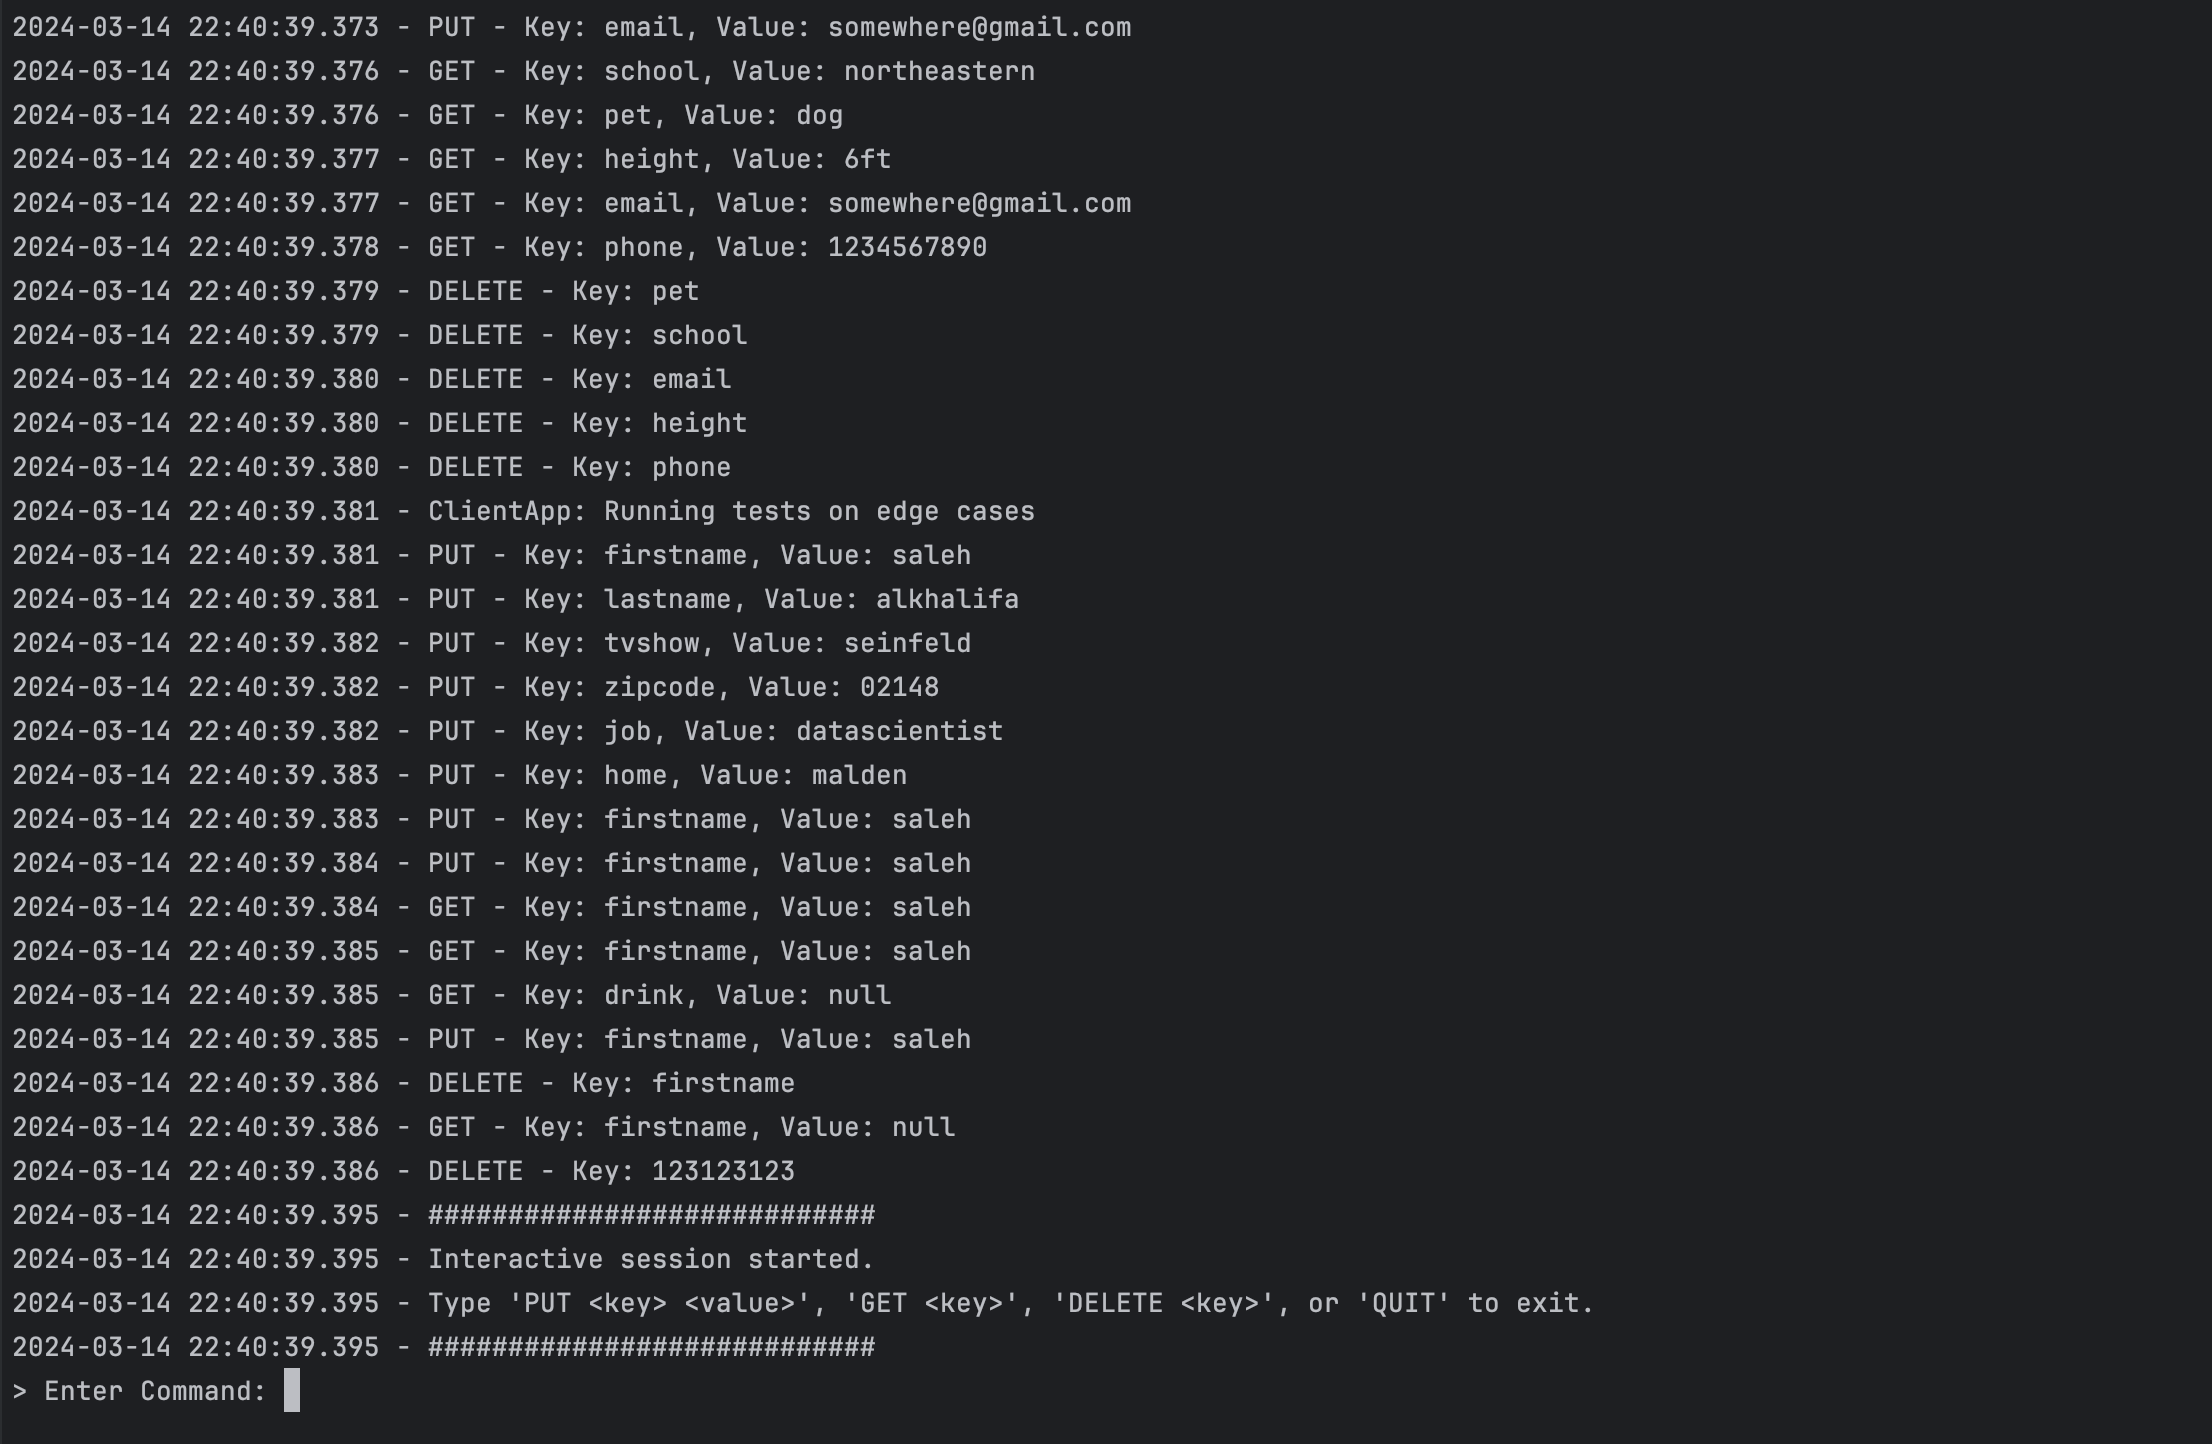 2024-03-14 22:40:39.373 - PUT - Key: email, Value: somewhere@gmail.com
2024-03-14 22:40:39.376 - GET - Key: school, Value: northeastern
2024-03-14 22:40:39.376 - GET - Key: pet, Value: dog
2024-03-14 22:40:39.377 - GET - Key: height, Value: 6ft
2024-03-14 22:40:39.377 - GET - Key: email, Value: somewhere@gmail.com
2024-03-14 22:40:39.378 - GET - Key: phone, Value: 1234567890
2024-03-14 22:40:39.379 - DELETE - Key: pet
2024-03-14 22:40:39.379 - DELETE - Key: school
2024-03-14 22:40:39.380 - DELETE - Key: email
2024-03-14 22:40:39.380 - DELETE - Key: height
2024-03-14 22:40:39.380 - DELETE - Key: phone
2024-03-14 22:40:39.381 - ClientApp: Running tests on edge cases
2024-03-14 22:40:39.381 - PUT - Key: firstname, Value: saleh
2024-03-14 22:40:39.381 - PUT - Key: lastname, Value: alkhalifa
2024-03-14 22:40:39.382 - PUT - Key: tvshow, Value: seinfeld
2024-03-14 22:40:39.382 - PUT - Key: zipcode, Value: 02148
2024-03-14 22:40:39.382 - PUT - Key: job, Value: datascientist
2024-03-14 22:40:39.383 - PUT - Key: home, Value: malden
2024-03-14 22:40:39.383 - PUT - Key: firstname, Value: saleh
2024-03-14 22:40:39.384 - PUT - Key: firstname, Value: saleh
2024-03-14 22:40:39.384 - GET - Key: firstname, Value: saleh
2024-03-14 22:40:39.385 - GET - Key: firstname, Value: saleh
2024-03-14 22:40:39.385 - GET - Key: drink, Value: null
2024-03-14 22:40:39.385 - PUT - Key: firstname, Value: saleh
2024-03-14 22:40:39.386 - DELETE - Key: firstname
2024-03-14 22:40:39.386 - GET - Key: firstname, Value: null
2024-03-14 22:40:39.386 - DELETE - Key: 123123123
2024-03-14 22:40:39.395 - ############################
2024-03-14 22:40:39.395 - Interactive session started.
2024-03-14 22:40:39.395 - Type 'PUT <key> <value>', 'GET <key>', 'DELETE <key>', or 'QUIT' to exit.
2024-03-14 22:40:39.395 - ############################
> Enter Command: